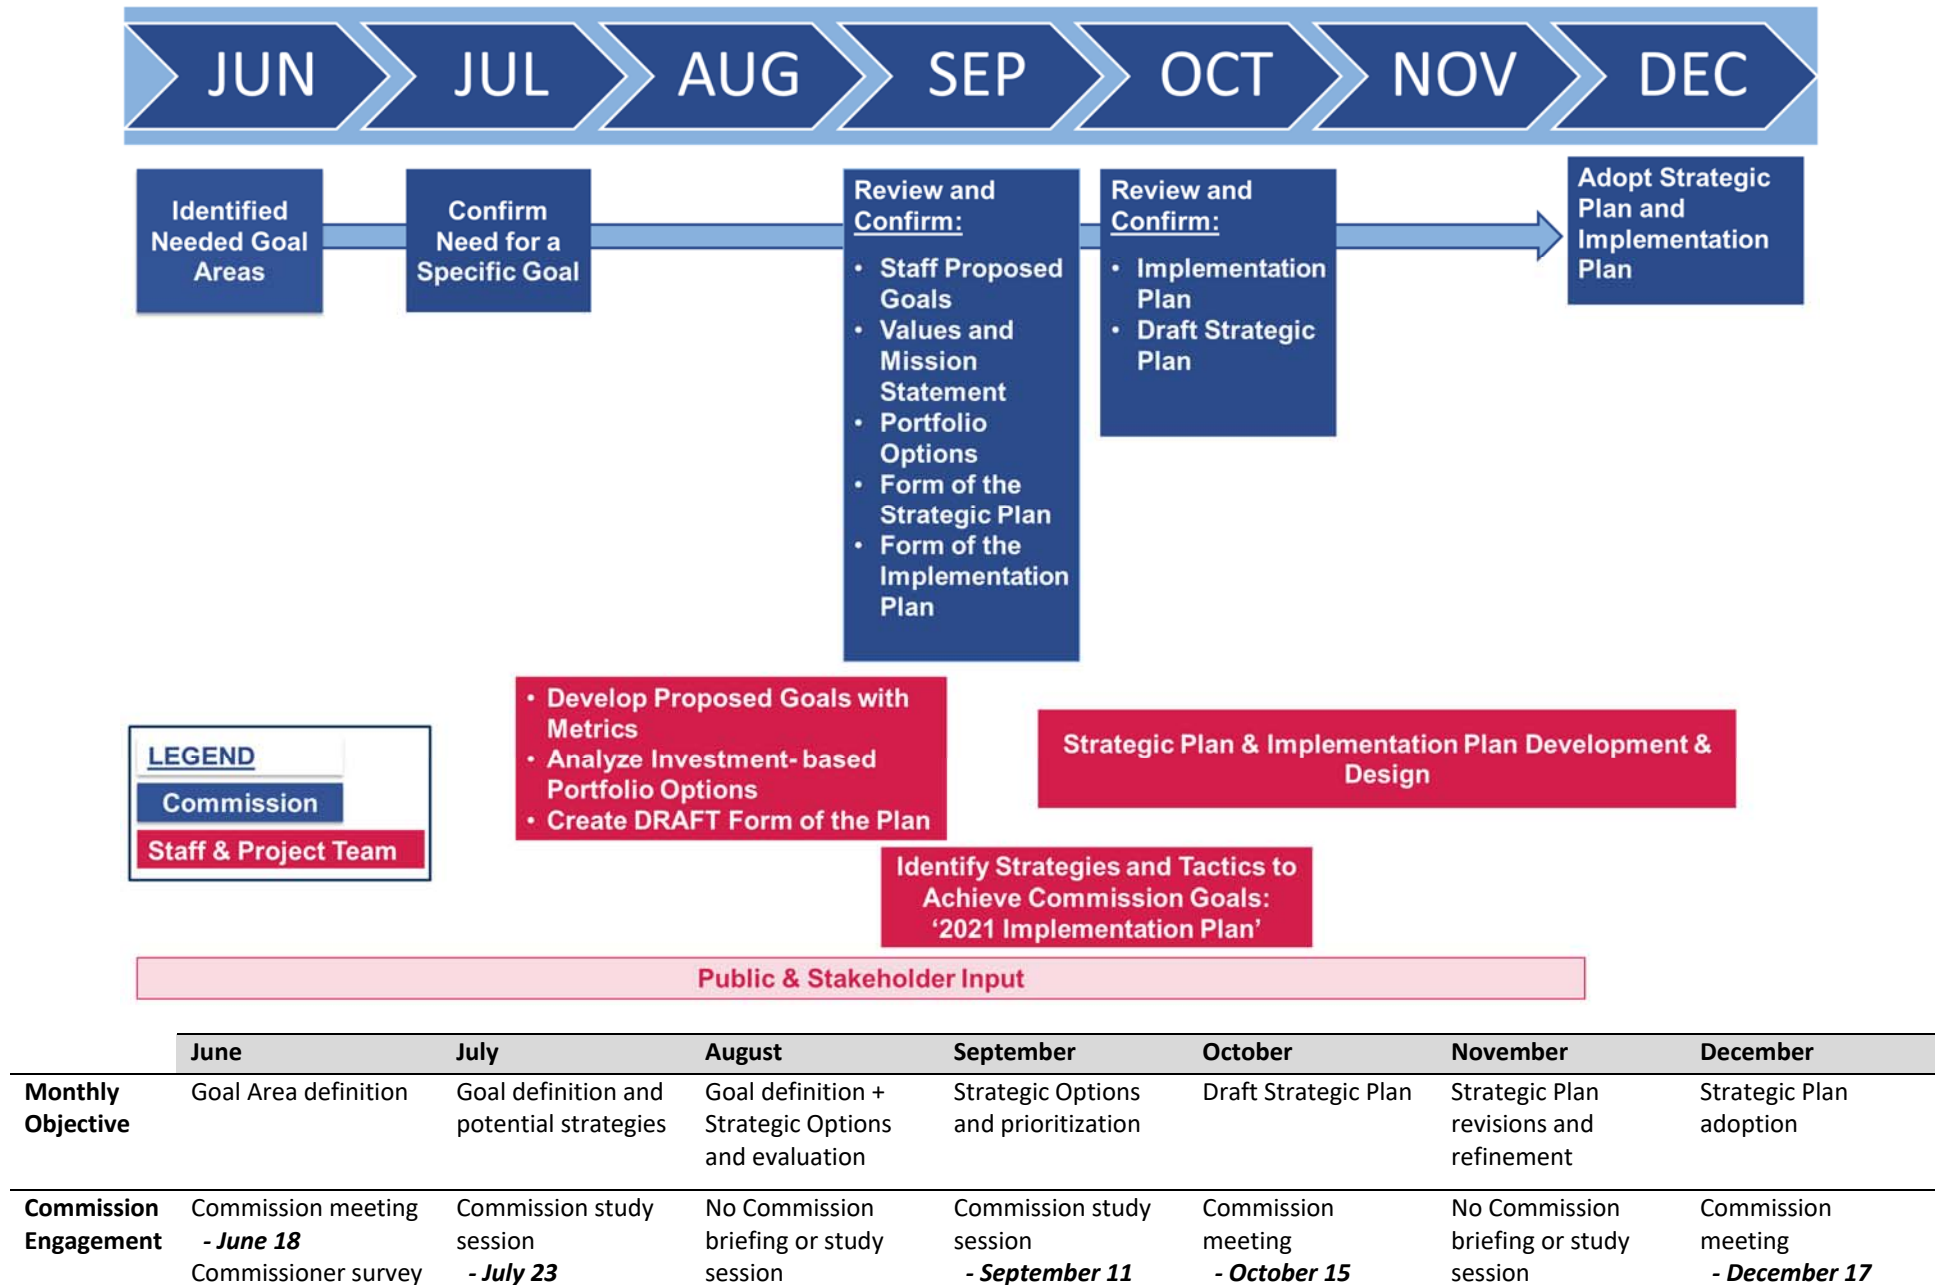 JUN
JUL
AUG
SEP
OCT
NOV
DEC
Identified
Needed Goal
Areas
Confirm
Need for a
Specific Goal
Review and
Confirm:
• Staff Proposed
Goals
• Values and
Mission
Statement
• Portfolio
Options
• Form of the
Strategic Plan
• Form of the
Implementation
Plan
Review and
Confirm:
• Implementation
Plan
• Draft Strategic
Plan
Adopt Strategic
Plan and
Implementation
Plan
• Develop Proposed Goals with
Metrics
• Analyze Investment- based
Portfolio Options
• Create DRAFT Form of the Plan
Strategic Plan & Implementation Plan Development &
Design
LEGEND
Commission
Staff & Project Team
Identify Strategies and Tactics to
Achieve Commission Goals:
‘2021 Implementation Plan’
Public & Stakeholder Input
June July August September October November December
Monthly
Objective
Goal Area definition
Goal definition and
potential strategies
Goal definition +
Strategic Options
and evaluation
Strategic Options
and prioritization
Draft Strategic Plan
Strategic Plan
revisions and
refinement
Strategic Plan
adoption
Commission
Engagement
Commission meeting
- June 18
Commissioner survey
Commission study
session
- July 23
No Commission
briefing or study
session
Commission study
session
- September 11
Commission
meeting
- October 15
No Commission
briefing or study
session
Commission
meeting
- December 17